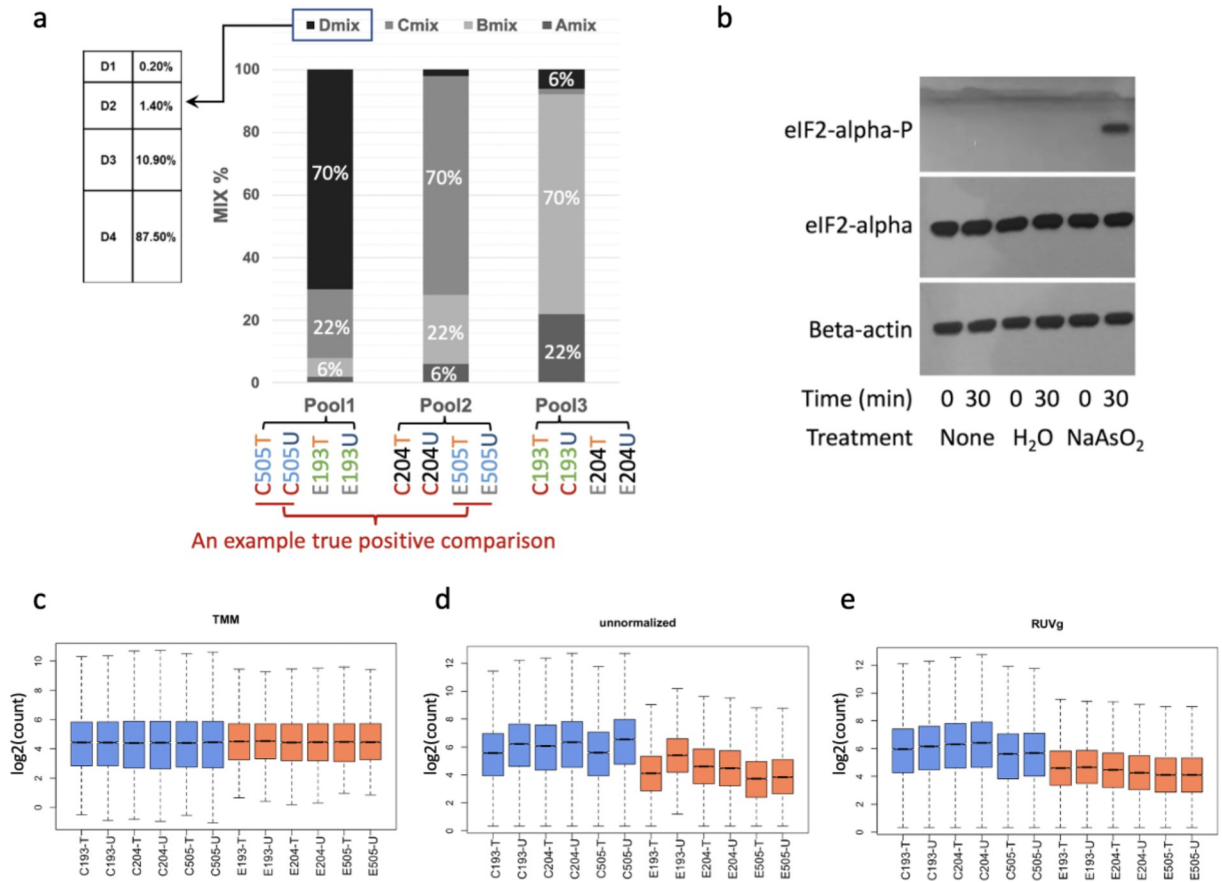 a
Dmix Cmix Bmix Amix
D1 0.20%
D2 1.40%
D3 10.90%
D4 87.50%
MIX %
100
80
60
40
20
0
70%
22%
6%
70%
22%
6%
6%
70%
22%
Pool1 Pool2 Pool3
C505T C505U E193T E193U C204T C204U E505T E505U C193T C193U E204T E204U
An example true positive comparison
b
eIF2-alpha-P
eIF2-alpha
Beta-actin
Time (min) 0 30 0 30 0 30
Treatment None H₂O NaAsO₂
c
TMM
log2(count)
10
8
6
4
2
0
C193-T C193-U C204-T C204-U C505-T C505-U E193-T E193-U E204-T E204-U E505-T E505-U
d
unnormalized
log2(count)
12
10
8
6
4
2
0
C193-T C193-U C204-T C204-U C505-T C505-U E193-T E193-U E204-T E204-U E505-T E505-U
e
RUVg
log2(count)
12
10
8
6
4
2
0
C193-T C193-U C204-T C204-U C505-T C505-U E193-T E193-U E204-T E204-U E505-T E505-U